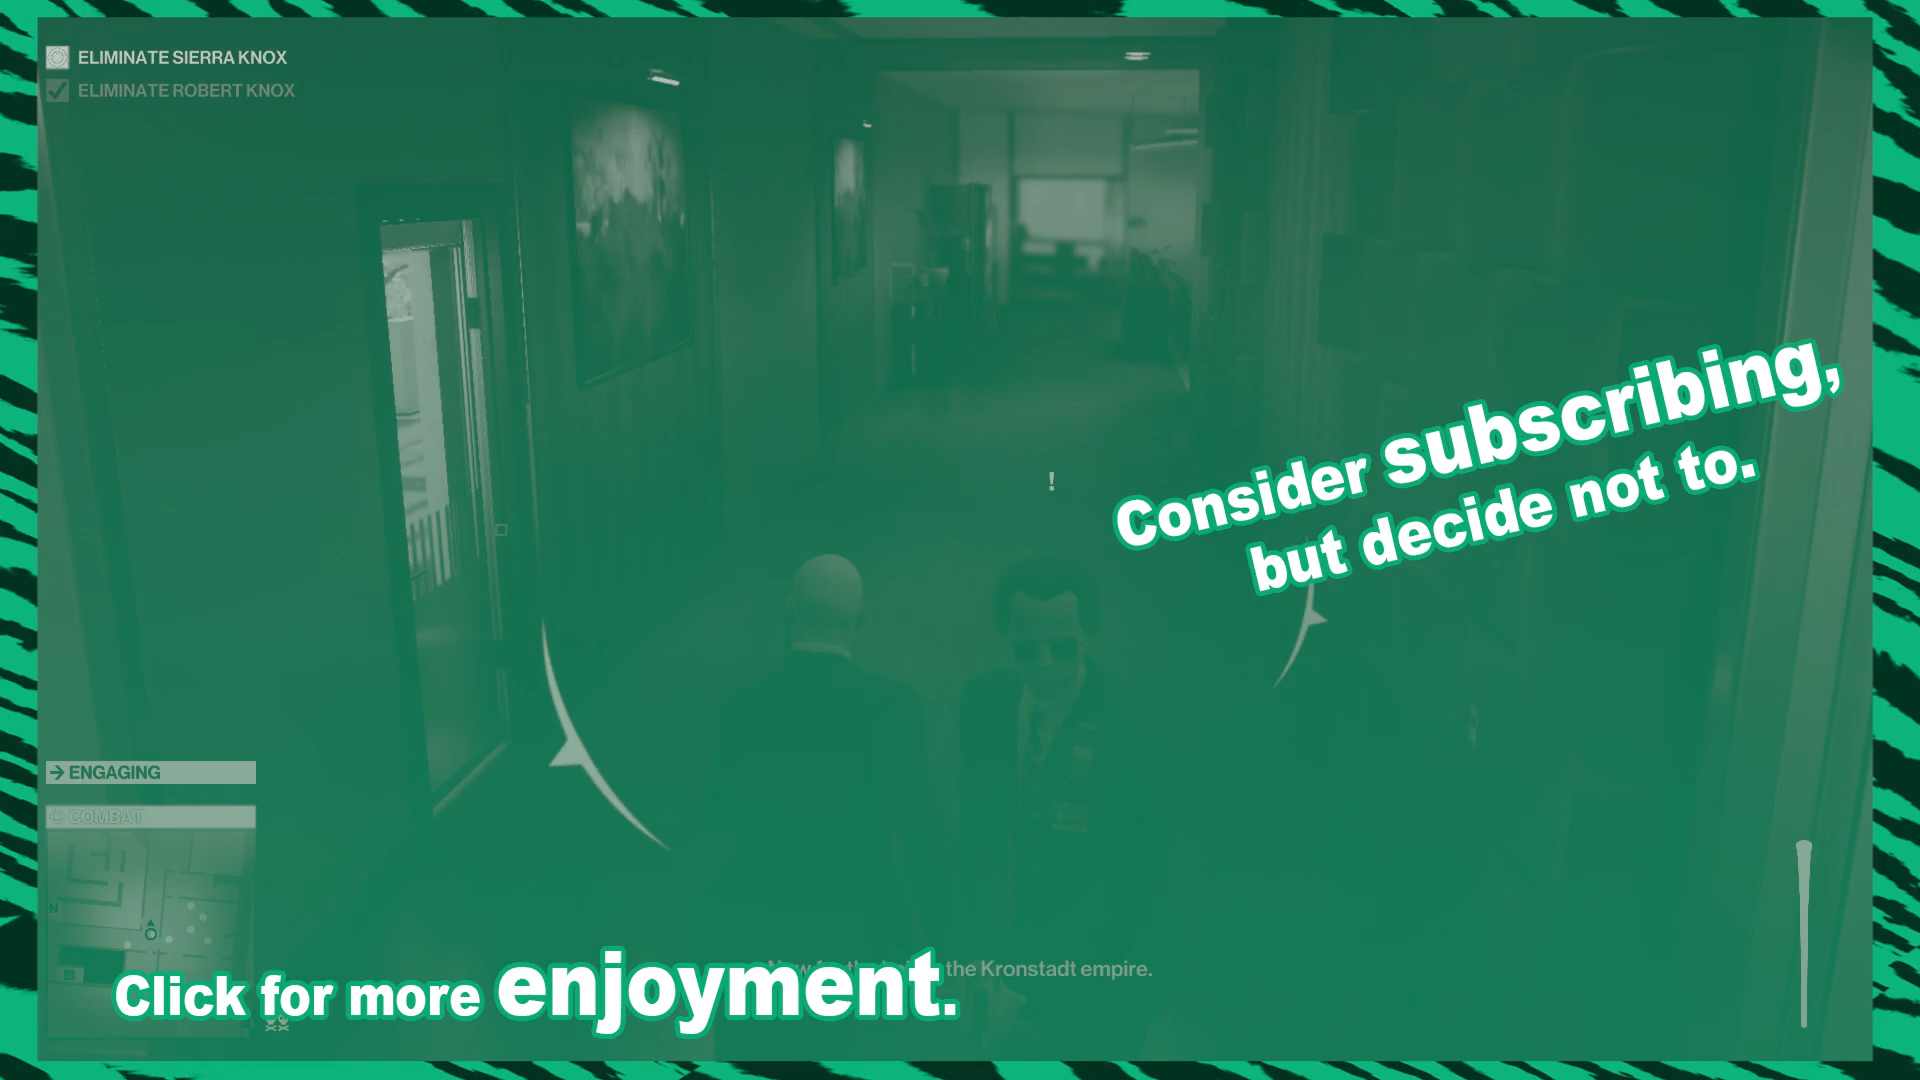 ELIMINATE SIERRA KNOX
ELIMINATE ROBERT KNOX
!
Consider subscribing,
but decide not to.
ENGAGING
COMBAT
N
the Kronstadt empire.
Click for more enjoyment.